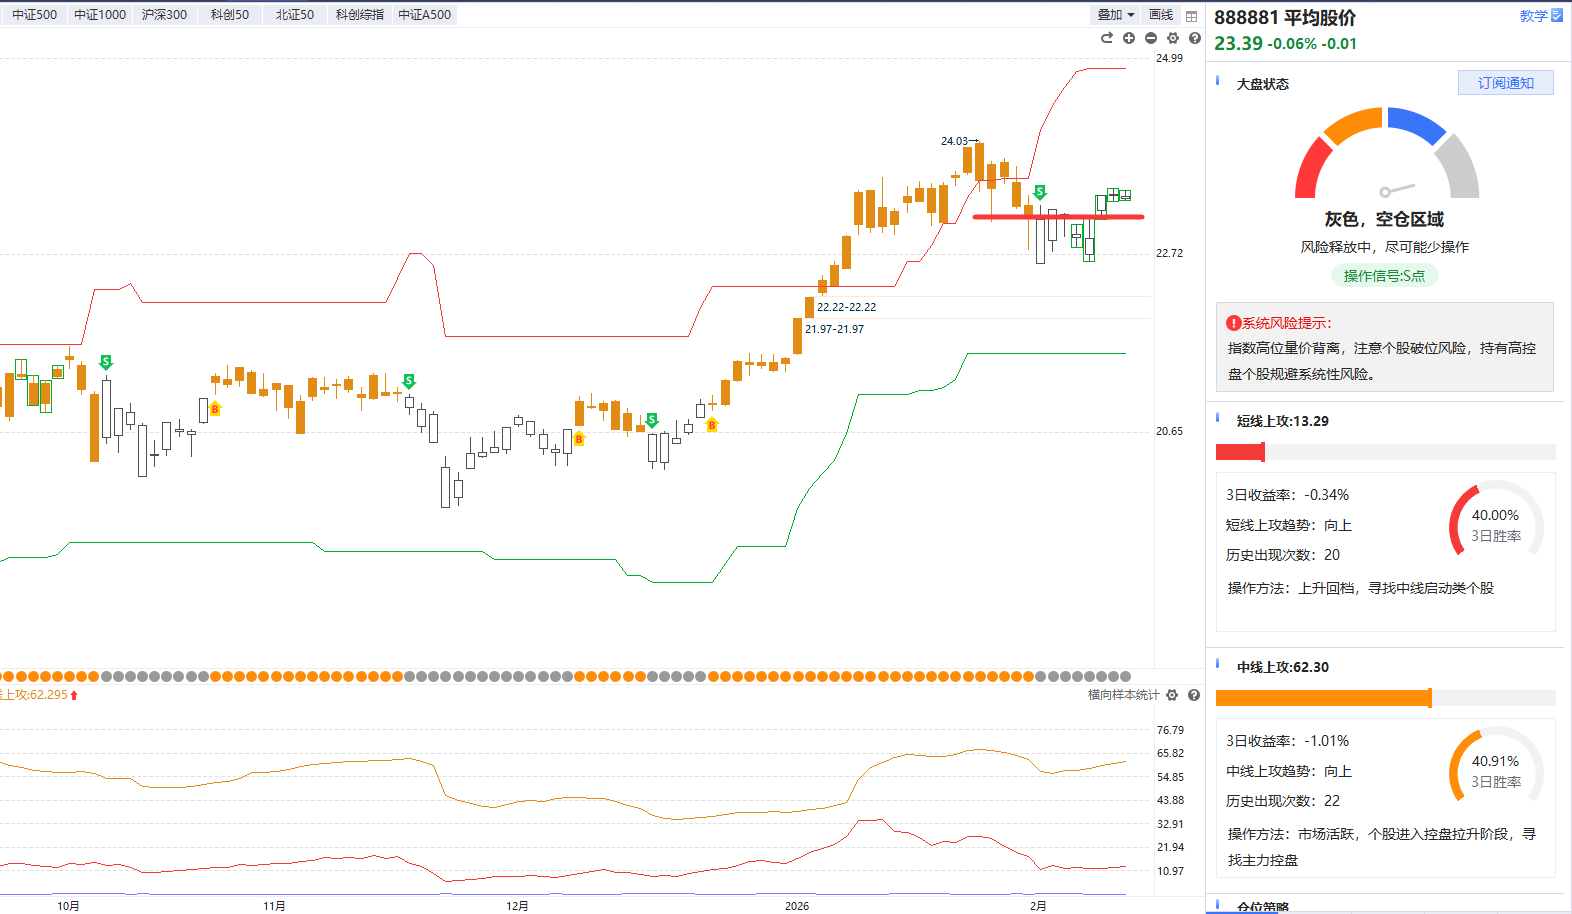 中证500 中证1000 沪深300 科创50 北证50 科创综指 中证A500
叠加 画线
888881 平均股价
教学
23.39 -0.06% -0.01
24.99
大盘状态
订阅通知
24.03
S
灰色，空仓区域
风险释放中，尽可能少操作
22.72
操作信号:S点
22.22-22.22
21.97-21.97
!系统风险提示：
指数高位量价背离，注意个股破位风险，持有高控
盘个股规避系统性风险。
S
S
B
S
B
B
20.65
短线上攻:13.29
3日收益率：-0.34%
短线上攻趋势：向上
历史出现次数：20
40.00%
3日胜率
操作方法：上升回档，寻找中线启动类个股
中线上攻:62.30
线上攻:62.295
横向样本统计
76.79
65.82
54.85
43.88
32.91
21.94
10.97
3日收益率：-1.01%
中线上攻趋势：向上
历史出现次数：22
40.91%
3日胜率
操作方法：市场活跃，个股进入控盘拉升阶段，寻
找主力控盘
仓位策略
10月 11月 12月 2026 2月